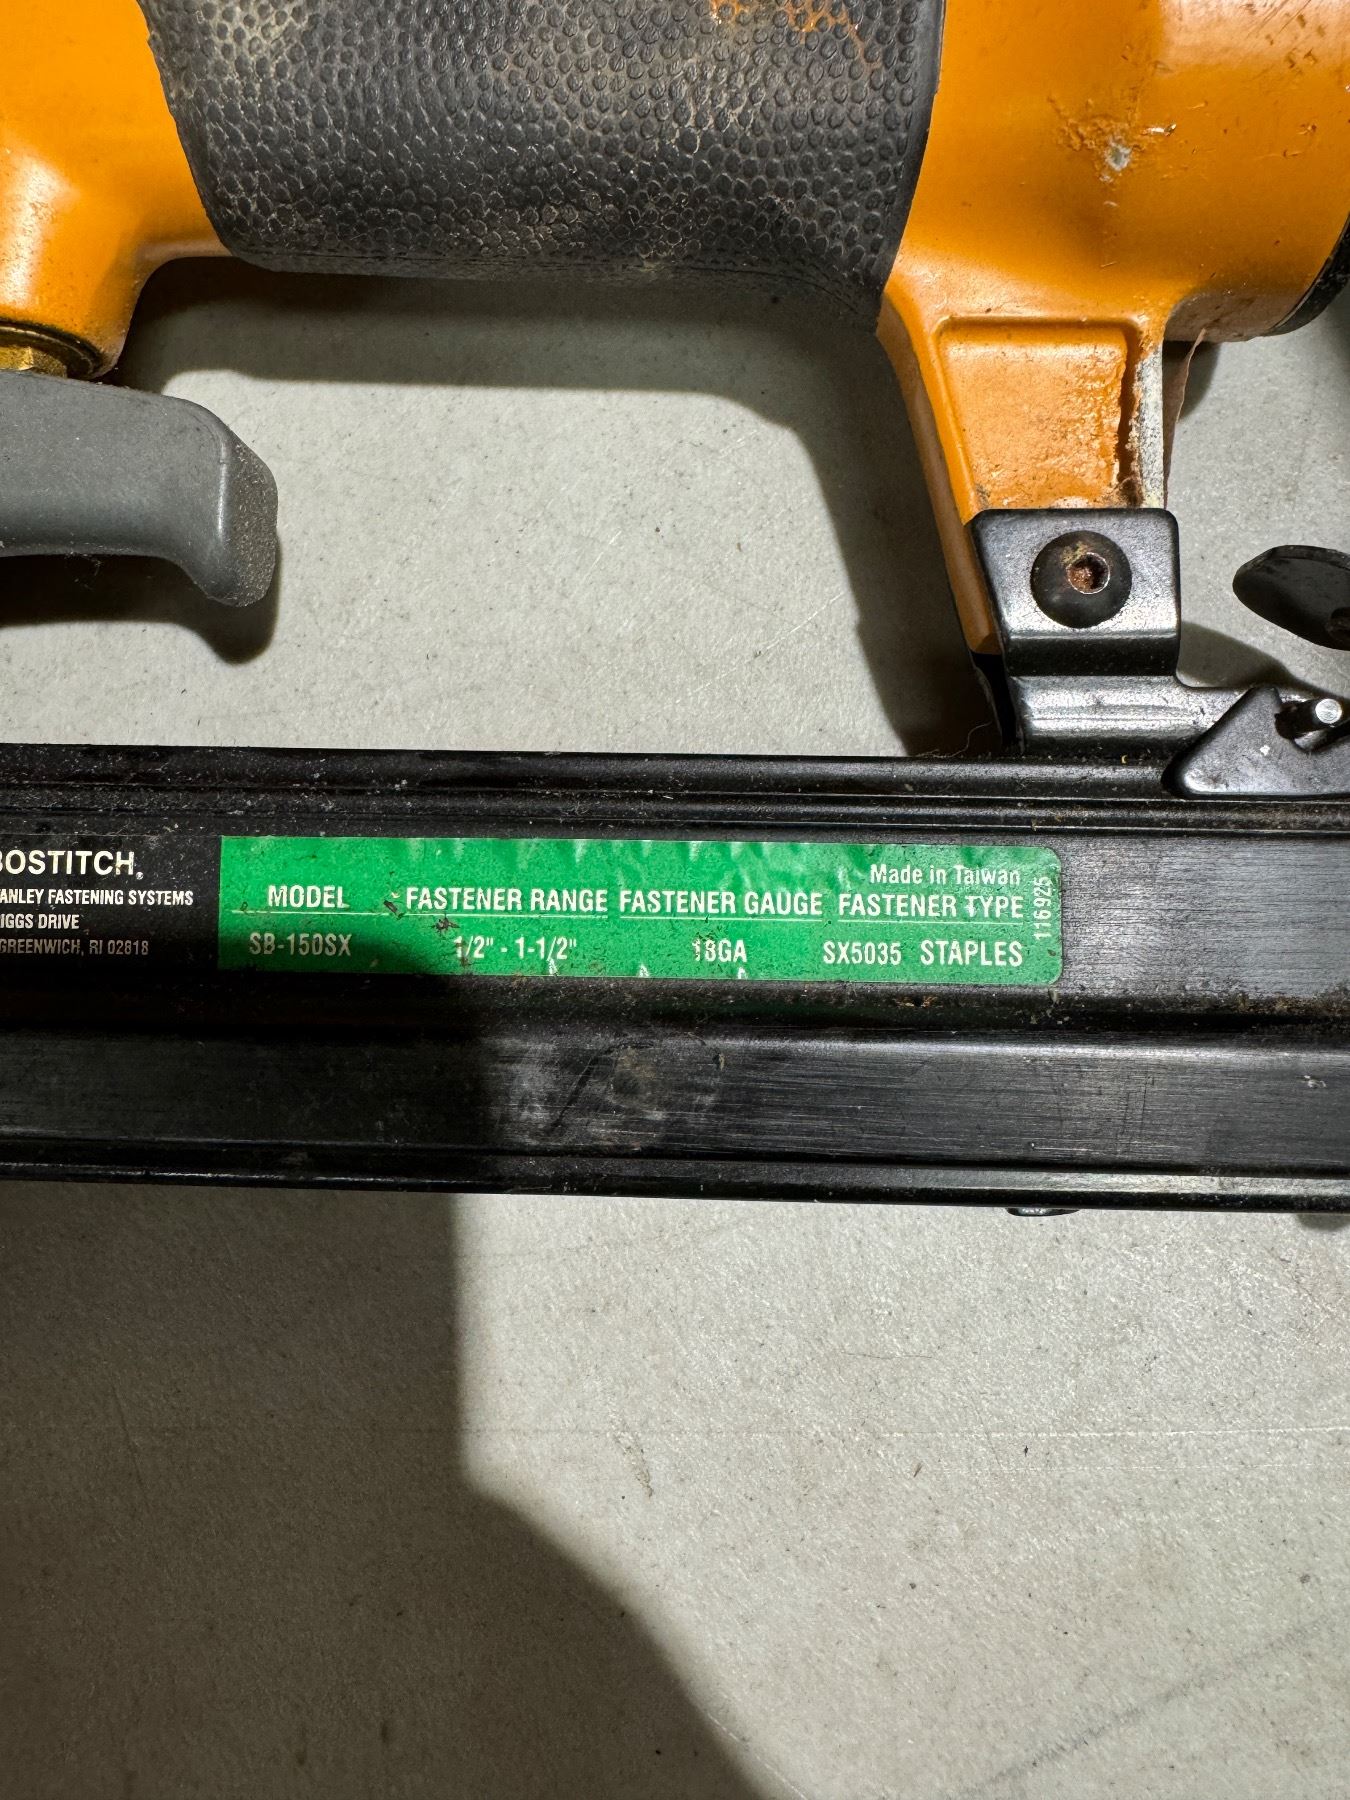 BOSTITCH®
ANLEY FASTENING SYSTEMS
IGGS DRIVE
GREENWICH, RI 02818
Made in Taiwan
MODEL FASTENER RANGE FASTENER GAUGE FASTENER TYPE
SB-150SX 1/2" - 1-1/2" 18GA SX5035 STAPLES
116925